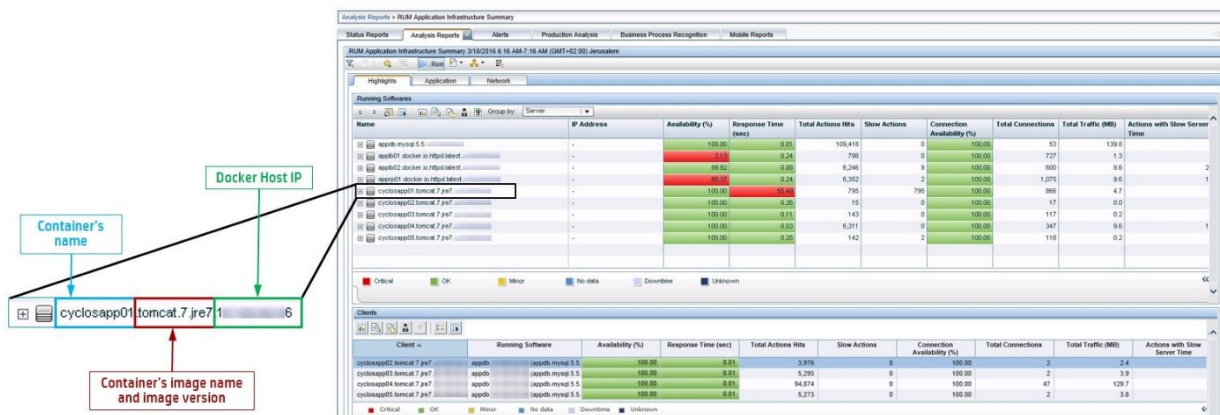 Analysis Reports > RUM Application Infrastructure Summary
Status Reports Analysis Reports Alerts Production Analysis Business Process Recognition Mobile Reports
RUM Application Infrastructure Summary 3/18/2016 6:16 AM-7:16 AM (GMT+02:00) Jerusalem
Run
Highlights Application Network
Running Softwares
Group by: Server
Name IP Address Availability (%) Response Time (sec) Total Actions Hits Slow Actions Connection Availability (%) Total Connections Total Traffic (MB) Actions with Slow Server Time
appdb.mysql.5.5. - 100.00 0.01 109,418 0 100.00 53 139.8
applb01.docker.io.httpd.latest. - 2.13 0.24 798 0 100.00 727 1.3
applb02.docker.io.httpd.latest. - 99.92 0.08 6,246 9 100.00 600 9.6 2
apprp01.docker.io.httpd.latest. - 89.37 0.24 6,352 2 100.00 1,075 9.6 1
cyclosapp01.tomcat.7.jre7. - 100.00 55.49 795 795 100.00 866 4.7
cyclosapp02.tomcat.7.jre7. - 100.00 0.26 15 0 100.00 17 0.0
cyclosapp03.tomcat.7.jre7. - 100.00 0.11 143 0 100.00 117 0.2
cyclosapp04.tomcat.7.jre7. - 100.00 0.03 6,311 0 100.00 347 9.6 1
cyclosapp05.tomcat.7.jre7. - 100.00 0.25 142 2 100.00 118 0.2
Critical OK Minor No data Downtime Unknown
Docker Host IP
Container's
name
cyclosapp01.tomcat.7.jre7.1 6
Container's image name
and image version
Clients
Client Running Software Availability (%) Response Time (sec) Total Actions Hits Slow Actions Connection Availability (%) Total Connections Total Traffic (MB) Actions with Slow Server Time
cyclosapp02.tomcat.7.jre7. appdb (appdb.mysql.5.5. 100.00 0.01 3,976 0 100.00 2 2.4
cyclosapp03.tomcat.7.jre7. appdb (appdb.mysql.5.5. 100.00 0.01 5,295 0 100.00 2 3.9
cyclosapp04.tomcat.7.jre7. appdb (appdb.mysql.5.5. 100.00 0.01 94,874 0 100.00 47 129.7
cyclosapp05.tomcat.7.jre7. appdb (appdb.mysql.5.5. 100.00 0.01 5,273 0 100.00 2 3.8
Critical OK Minor No data Downtime Unknown